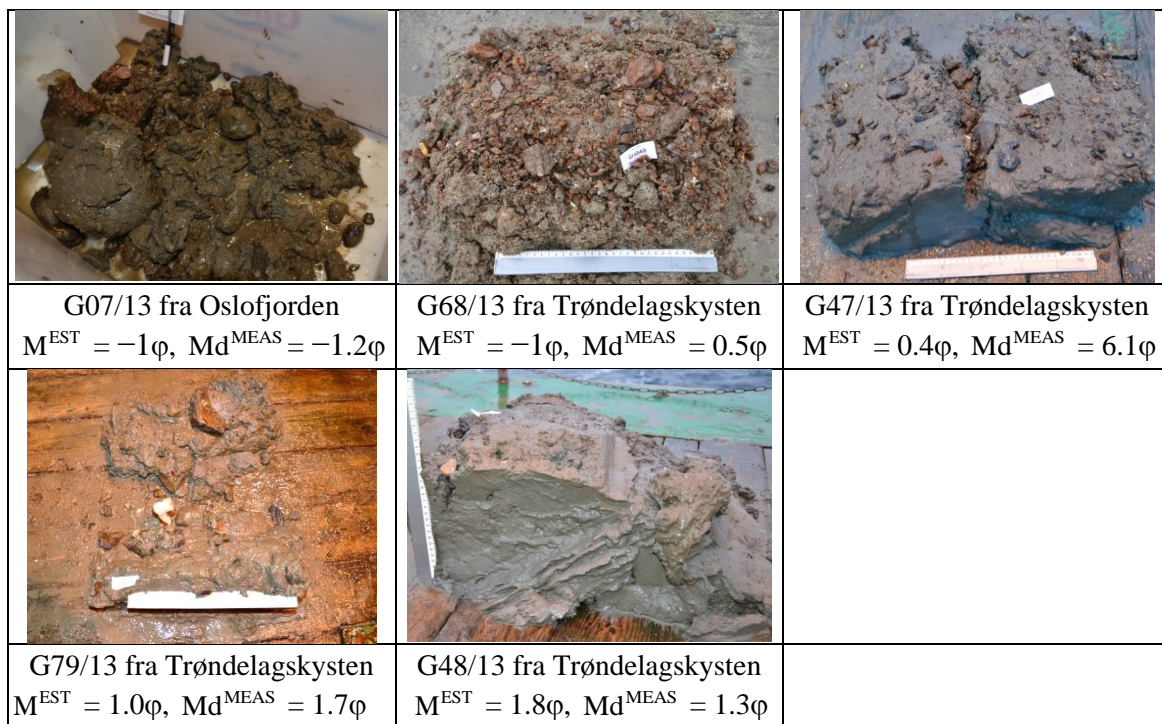 G07/13 fra Oslofjorden
M^EST = −1φ, Md^MEAS = −1.2φ
G68/13 fra Trøndelagskysten
M^EST = −1φ, Md^MEAS = 0.5φ
G47/13 fra Trøndelagskysten
M^EST = 0.4φ, Md^MEAS = 6.1φ
G79/13 fra Trøndelagskysten
M^EST = 1.0φ, Md^MEAS = 1.7φ
G48/13 fra Trøndelagskysten
M^EST = 1.8φ, Md^MEAS = 1.3φ